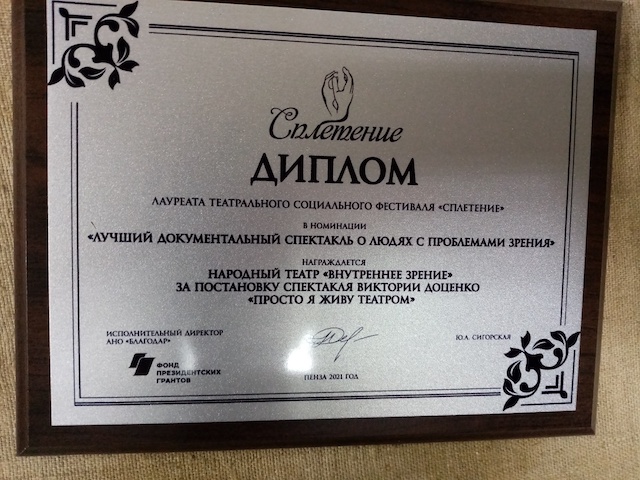 Сплетение
ДИПЛОМ
ЛАУРЕАТА ТЕАТРАЛЬНОГО СОЦИАЛЬНОГО ФЕСТИВАЛЯ «СПЛЕТЕНИЕ»
В НОМИНАЦИИ
«ЛУЧШИЙ ДОКУМЕНТАЛЬНЫЙ СПЕКТАКЛЬ О ЛЮДЯХ С ПРОБЛЕМАМИ ЗРЕНИЯ»
НАГРАЖДАЕТСЯ
НАРОДНЫЙ ТЕАТР «ВНУТРЕННЕЕ ЗРЕНИЕ»
ЗА ПОСТАНОВКУ СПЕКТАКЛЯ ВИКТОРИИ ДОЦЕНКО
«ПРОСТО Я ЖИВУ ТЕАТРОМ»
ИСПОЛНИТЕЛЬНЫЙ ДИРЕКТОР
АНО «БЛАГОДАР»
Ю.А. СИГОРСКАЯ
ФОНД
ПРЕЗИДЕНТСКИХ
ГРАНТОВ
ПЕНЗА 2021 ГОД